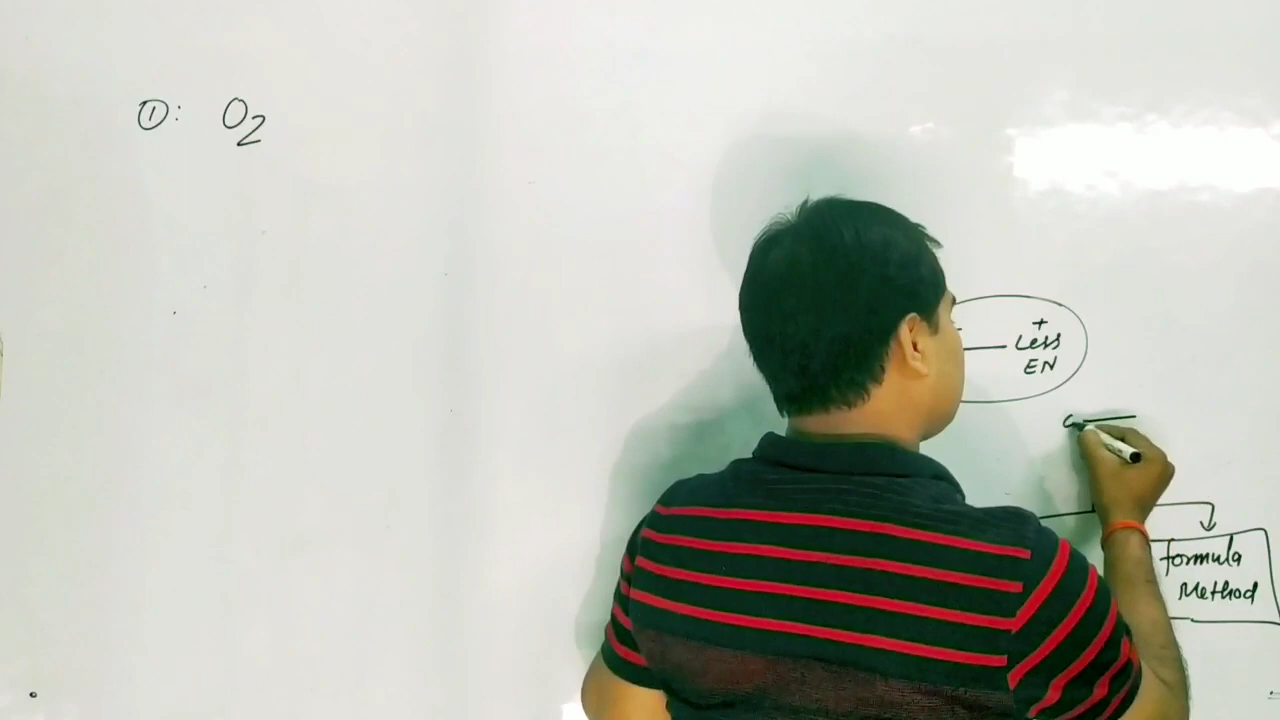 ①: O₂
+
Less
EN
formula
Method